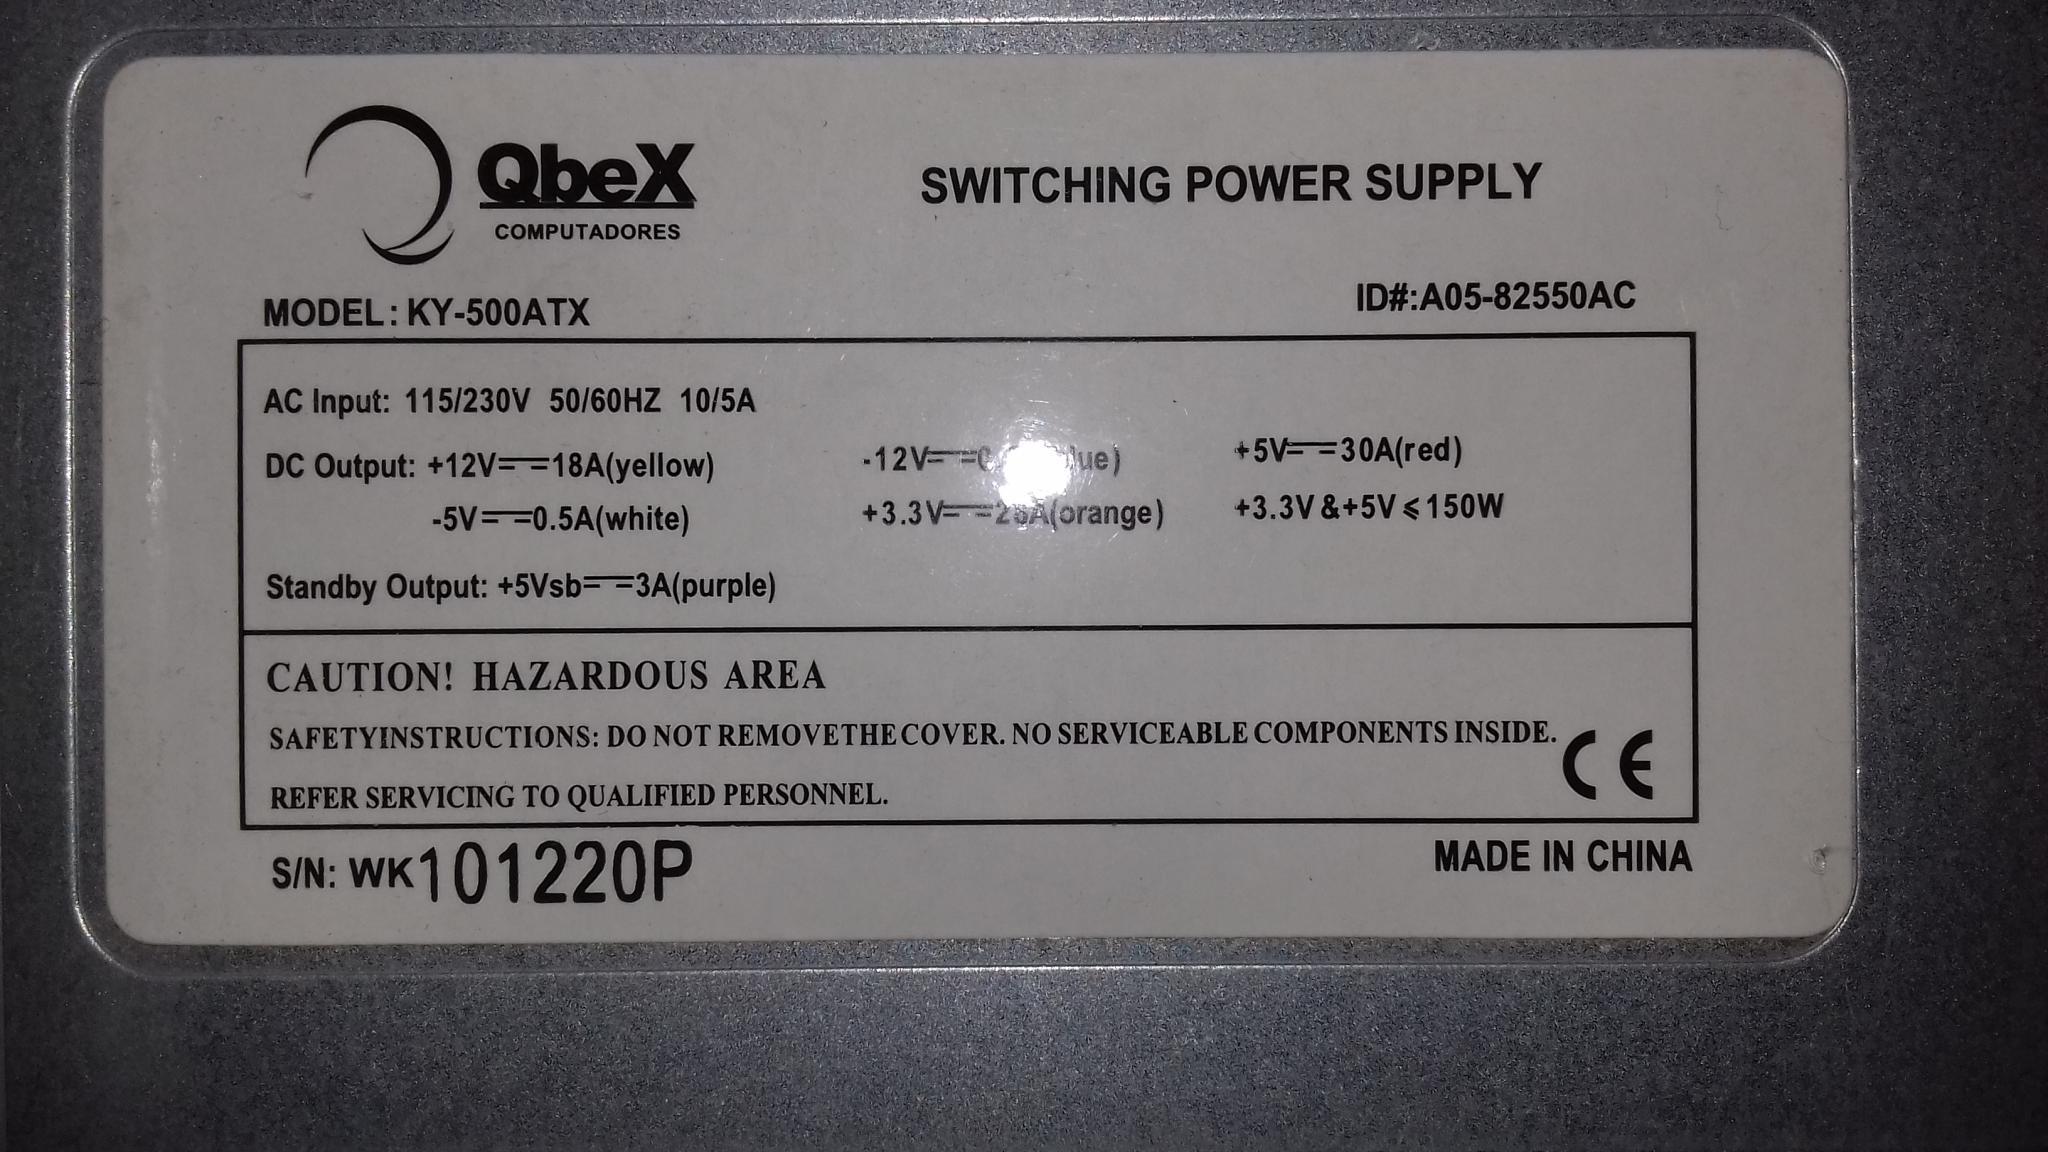 QbeX
COMPUTADORES
SWITCHING POWER SUPPLY
MODEL: KY-500ATX
ID#:A05-82550AC
AC Input: 115/230V 50/60HZ 10/5A
DC Output: +12V⎓18A(yellow) -12V⎓ +5V⎓30A(red)
-5V⎓0.5A(white) +3.3V⎓ (orange) +3.3V &+5V ⩽ 150W
Standby Output: +5Vsb⎓3A(purple)
CAUTION! HAZARDOUS AREA
SAFETYINSTRUCTIONS: DO NOT REMOVETHE COVER. NO SERVICEABLE COMPONENTS INSIDE.
REFER SERVICING TO QUALIFIED PERSONNEL.
CE
S/N: WK101220P
MADE IN CHINA